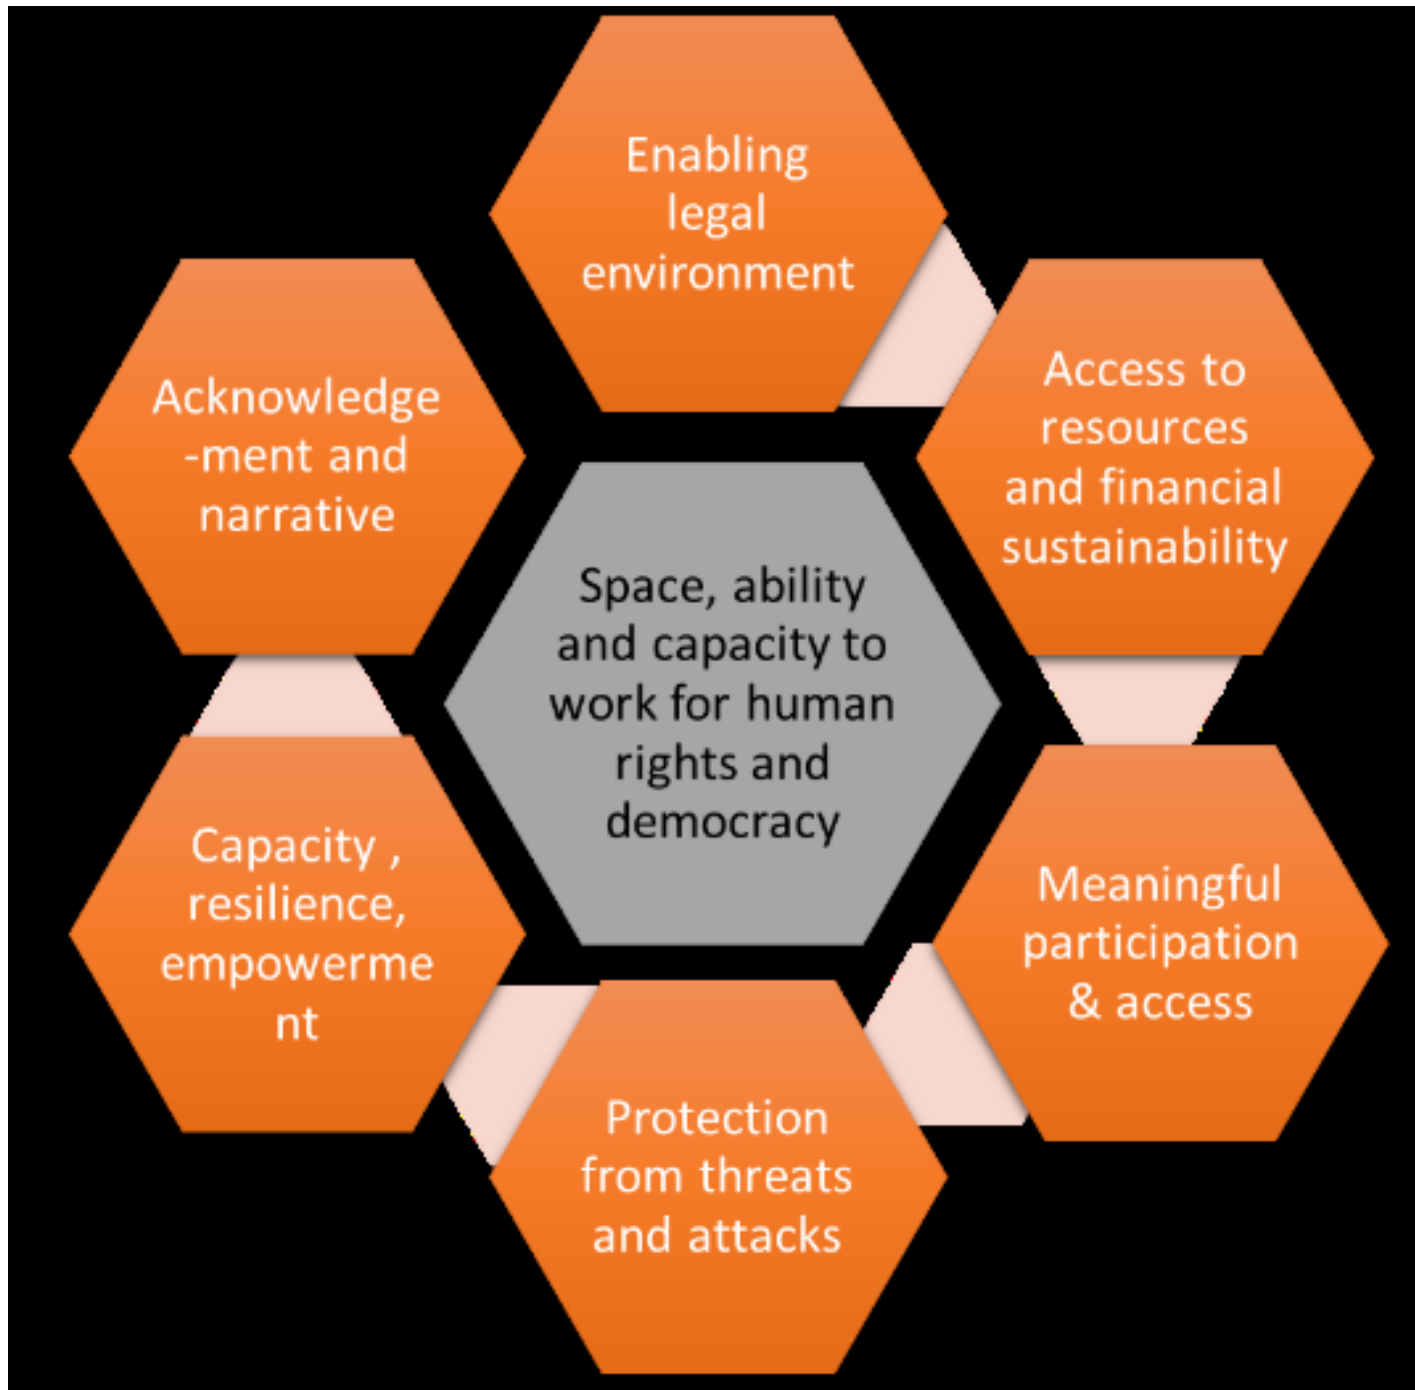 Enabling
legal
environment
Access to
resources
and financial
sustainability
Meaningful
participation
& access
Protection
from threats
and attacks
Capacity ,
resilience,
empowerme
nt
Acknowledge
-ment and
narrative
Space, ability
and capacity to
work for human
rights and
democracy